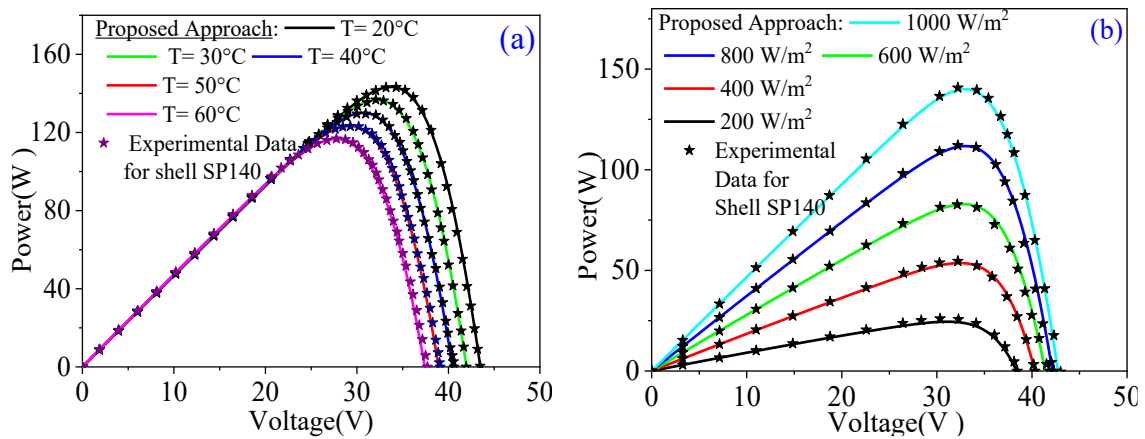 (a)
Proposed Approach: T= 20°C
T= 30°C T= 40°C
T= 50°C
T= 60°C
Experimental Data
for shell SP140
Power(W )
160
120
80
40
0
0 10 20 30 40 50
Voltage(V)
(b)
Proposed Approach: 1000 W/m²
800 W/m² 600 W/m²
400 W/m²
200 W/m²
Experimental
Data for
Shell SP140
Power(W )
150
100
50
0
0 10 20 30 40 50
Voltage(V )